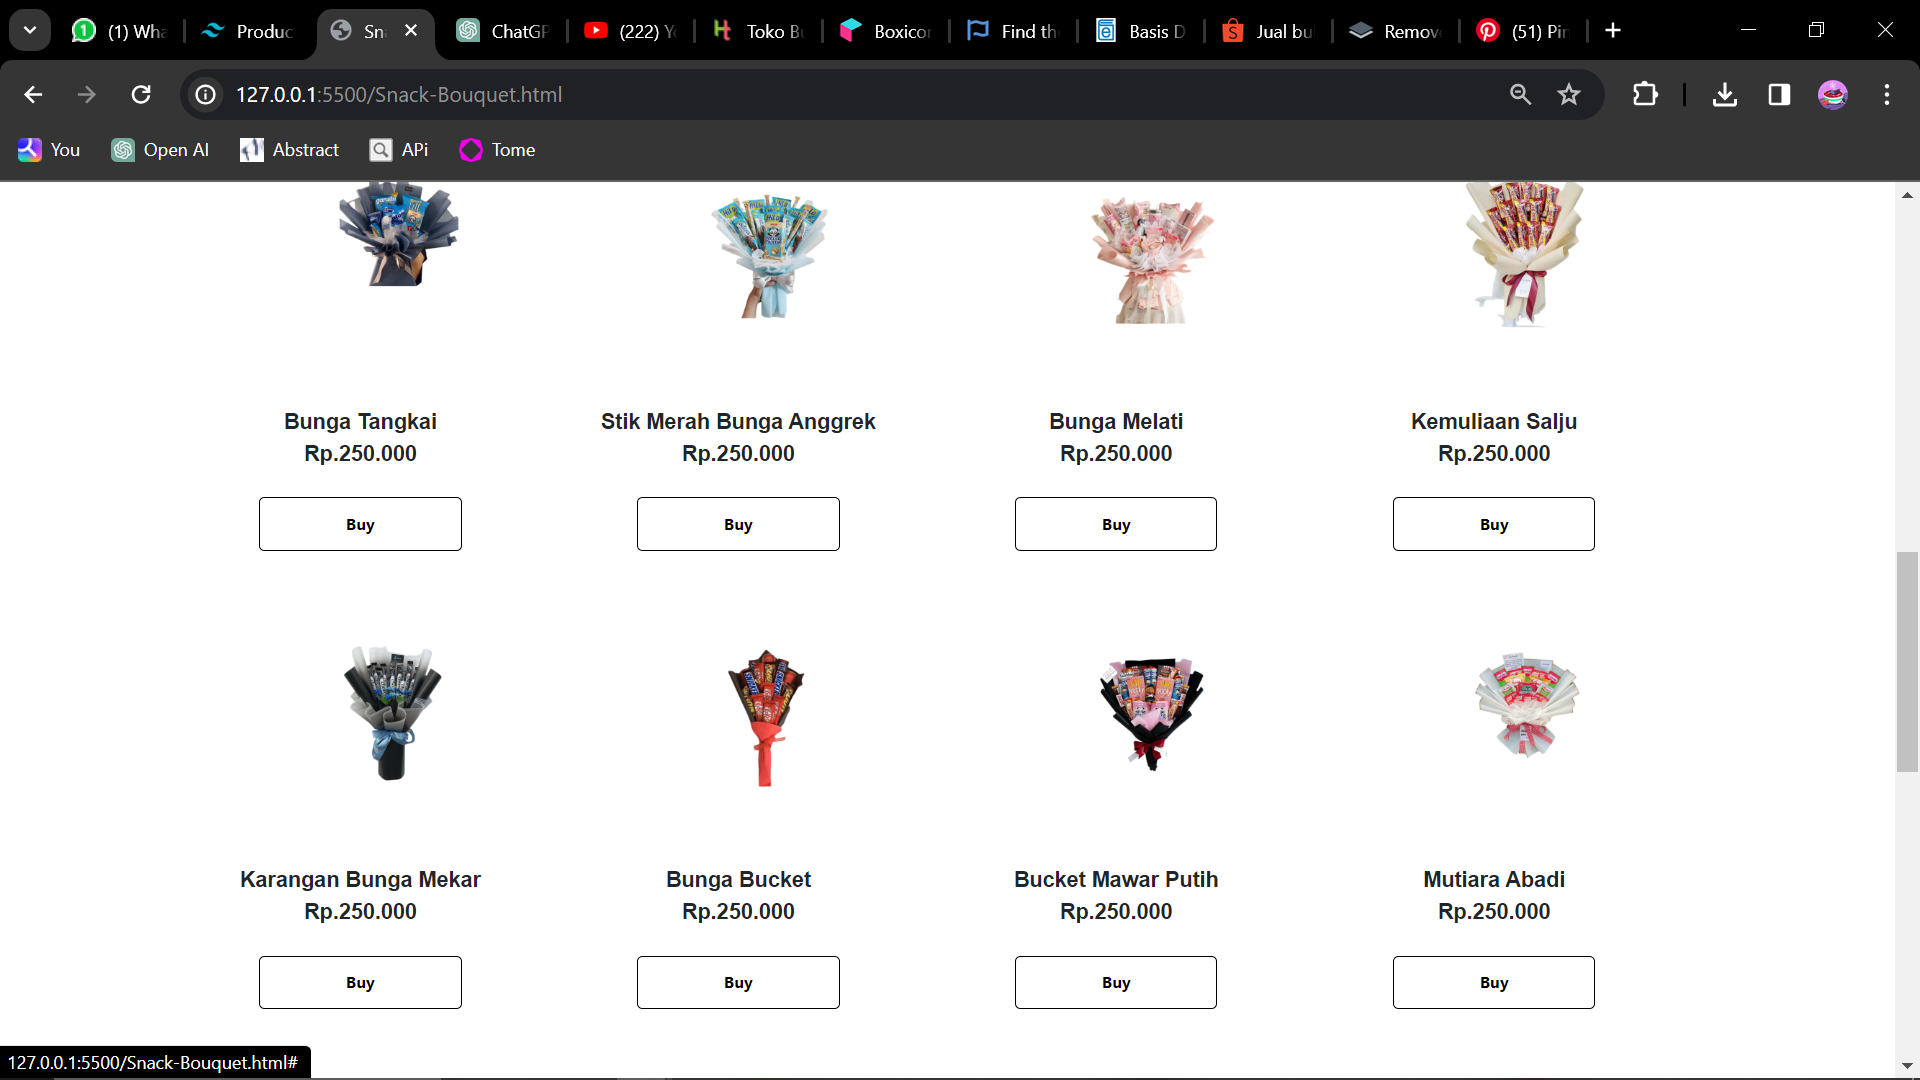 (1) Wha
Produc
Sna
ChatGP
(222) Yo
Toko Bu
Boxicon
Find the
Basis D
Jual bu
Remov
(51) Pin
127.0.0.1:5500/Snack-Bouquet.html
You
Open AI
Abstract
APi
Tome
Bunga Tangkai
Rp.250.000
Buy
Stik Merah Bunga Anggrek
Rp.250.000
Buy
Bunga Melati
Rp.250.000
Buy
Kemuliaan Salju
Rp.250.000
Buy
Karangan Bunga Mekar
Rp.250.000
Buy
Bunga Bucket
Rp.250.000
Buy
Bucket Mawar Putih
Rp.250.000
Buy
Mutiara Abadi
Rp.250.000
Buy
127.0.0.1:5500/Snack-Bouquet.html#